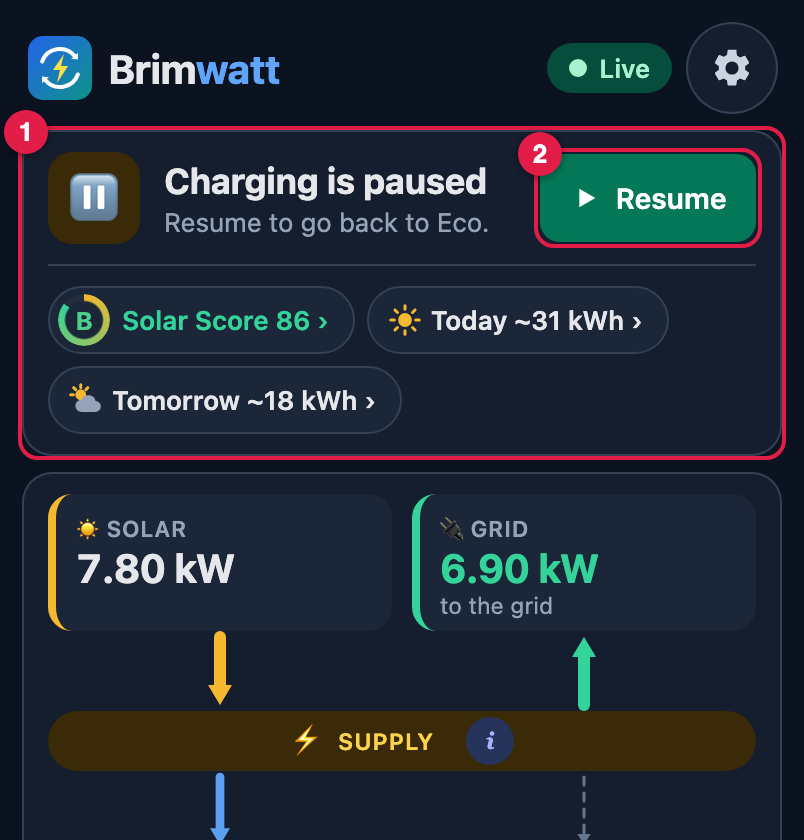 Brimwatt
Live
1
2
Charging is paused
Resume to go back to Eco.
Resume
B
Solar Score 86 ›
Today ~31 kWh ›
Tomorrow ~18 kWh ›
SOLAR
7.80 kW
GRID
6.90 kW
to the grid
SUPPLY
i